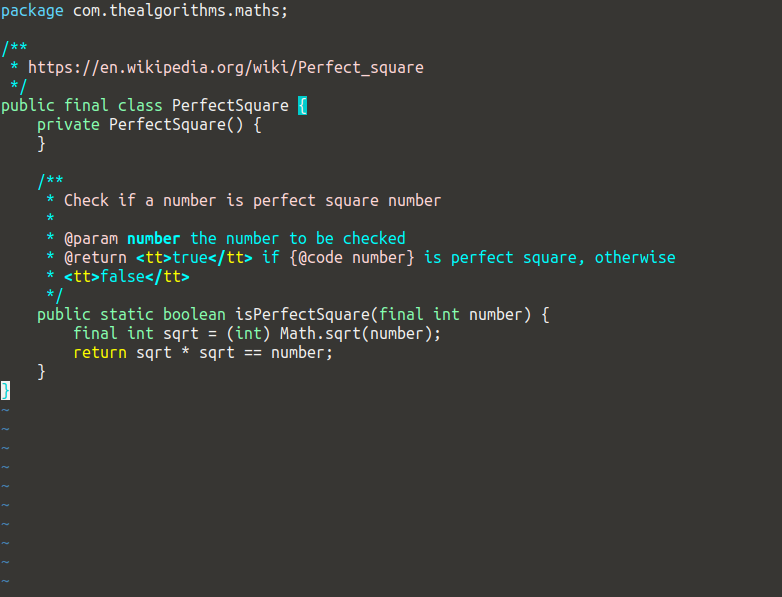 package com.thealgorithms.maths;

/**
 * https://en.wikipedia.org/wiki/Perfect_square
 */
public final class PerfectSquare {
    private PerfectSquare() {
    }

    /**
     * Check if a number is perfect square number
     *
     * @param number the number to be checked
     * @return <tt>true</tt> if {@code number} is perfect square, otherwise
     * <tt>false</tt>
     */
    public static boolean isPerfectSquare(final int number) {
        final int sqrt = (int) Math.sqrt(number);
        return sqrt * sqrt == number;
    }
}
~
~
~
~
~
~
~
~
~
~